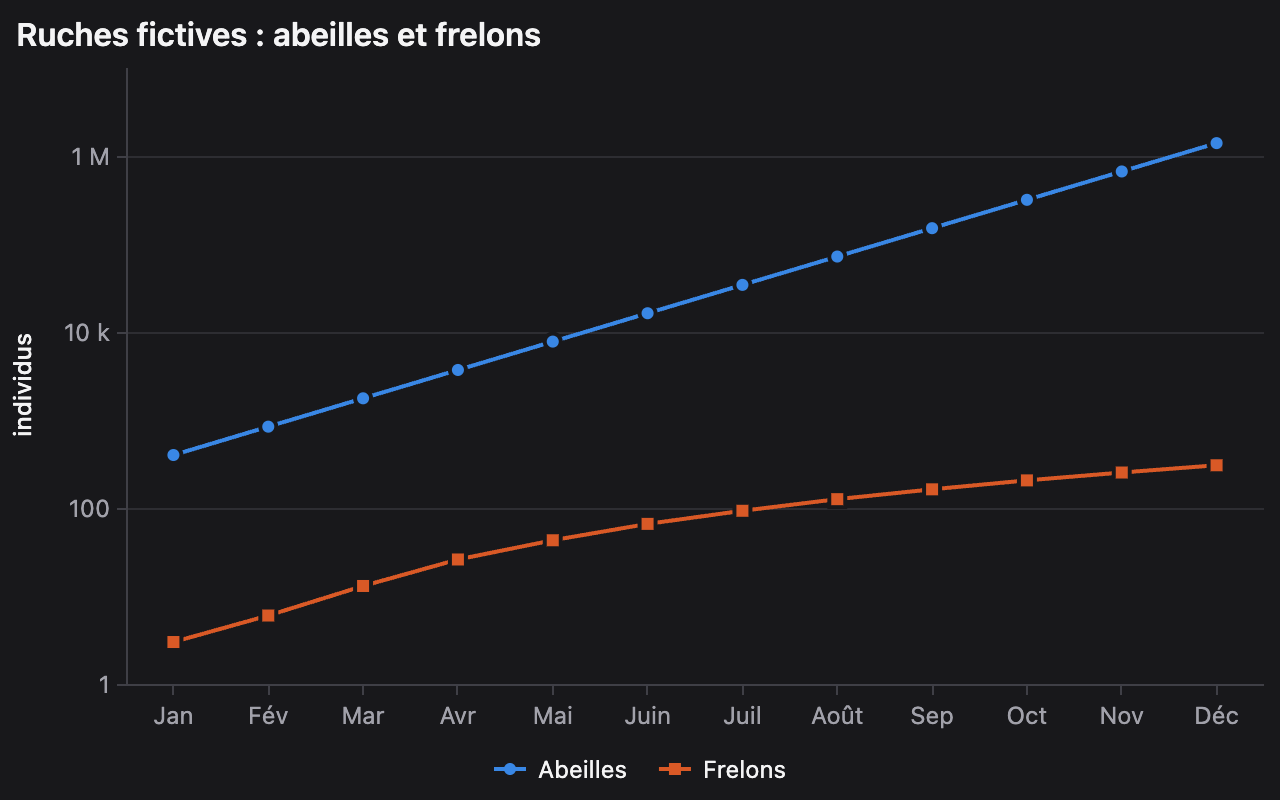 Ruches fictives : abeilles et frelons
individus
1 M
10 k
100
1
Jan Fév Mar Avr Mai Juin Juil Août Sep Oct Nov Déc
Abeilles Frelons